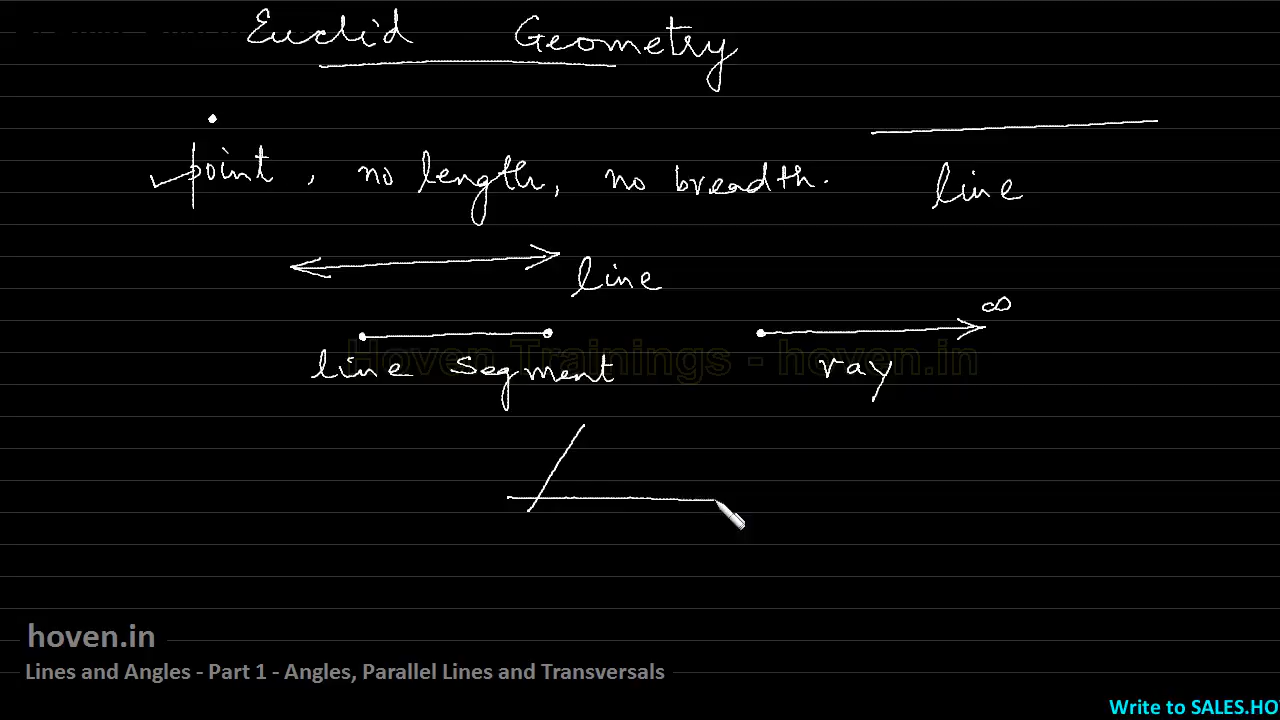 Euclid Geometry
point, no length, no breadth.
line
line
∞
line segment ray
Hoven Trainings - hoven.in
hoven.in
Lines and Angles - Part 1 - Angles, Parallel Lines and Transversals
Write to SALES.HO